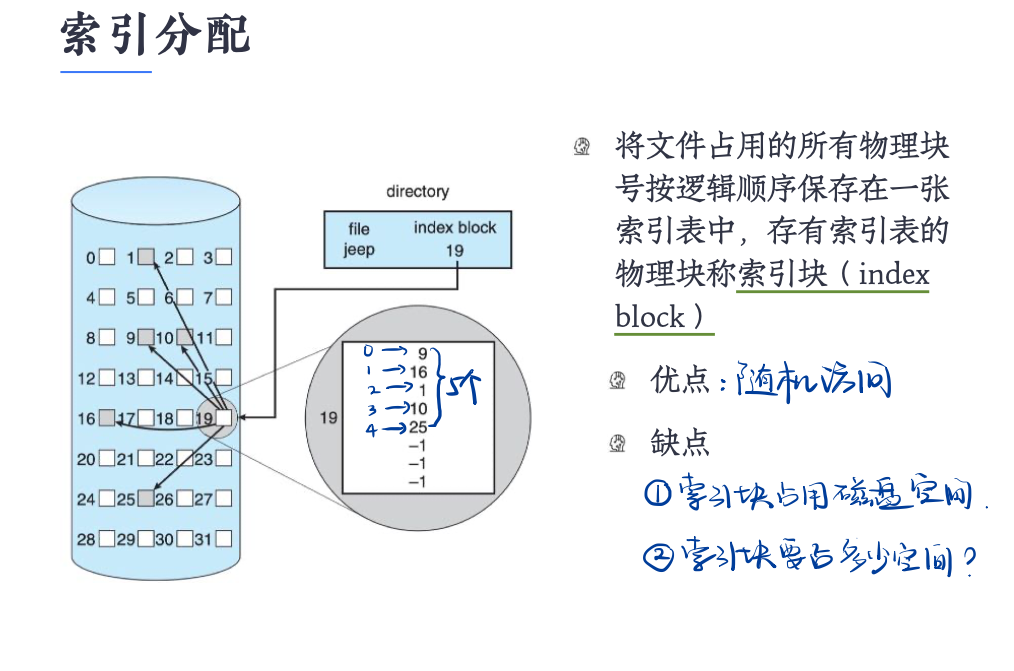 索引分配
将文件占用的所有物理块
号按逻辑顺序保存在一张
索引表中，存有索引表的
物理块称索引块（index
block）
优点：随机访问
缺点
①索引块占用磁盘空间.
②索引块要占多少空间？
directory
file index block
jeep 19
0 1 2 3
4 5 6 7
8 9 10 11
12 13 14 15
16 17 18 19
20 21 22 23
24 25 26 27
28 29 30 31
19
0→9
1→16
2→1
3→10
4→25
–1
–1
–1
5个